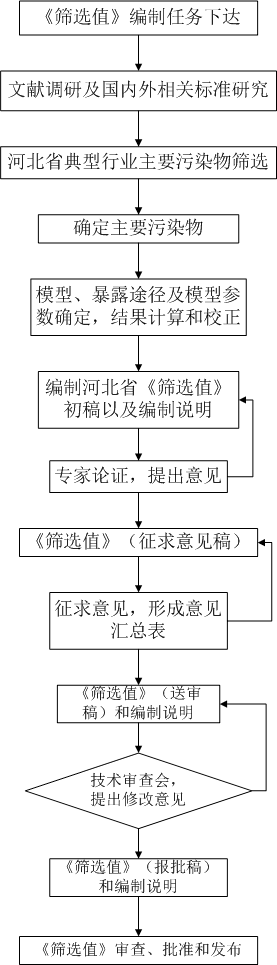 《筛选值》编制任务下达
文献调研及国内外相关标准研究
河北省典型行业主要污染物筛选
确定主要污染物
模型、暴露途径及模型参
数确定，结果计算和校正
编制河北省《筛选值》
初稿以及编制说明
专家论证，提出意见
《筛选值》（征求意见稿）
征求意见，形成意见
汇总表
《筛选值》（送审
稿）和编制说明
技术审查会，
提出修改意见
《筛选值》（报批稿）
和编制说明
《筛选值》审查、批准和发布